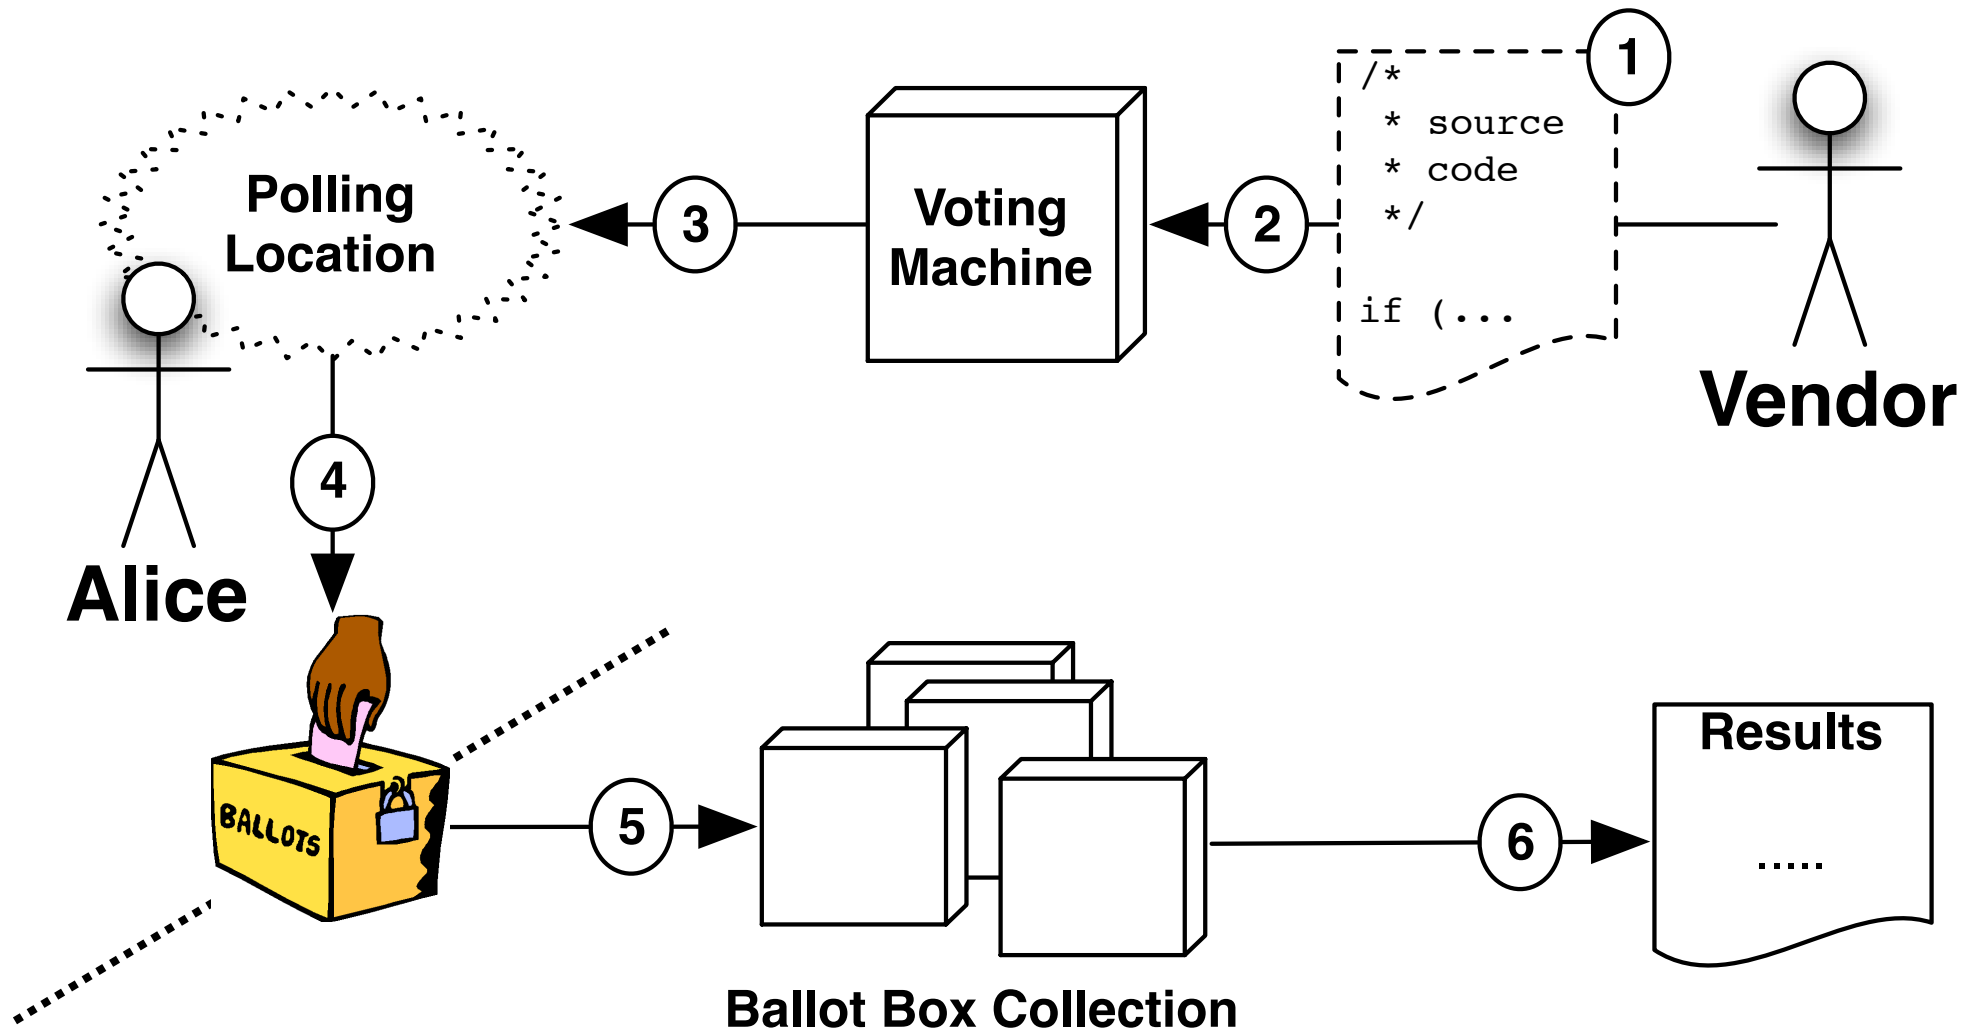 1
/*
* source
* code
*/
if (...
Vendor
2
Voting
Machine
3
Polling
Location
Alice
4
BALLOTS
5
Ballot Box Collection
6
Results
.....